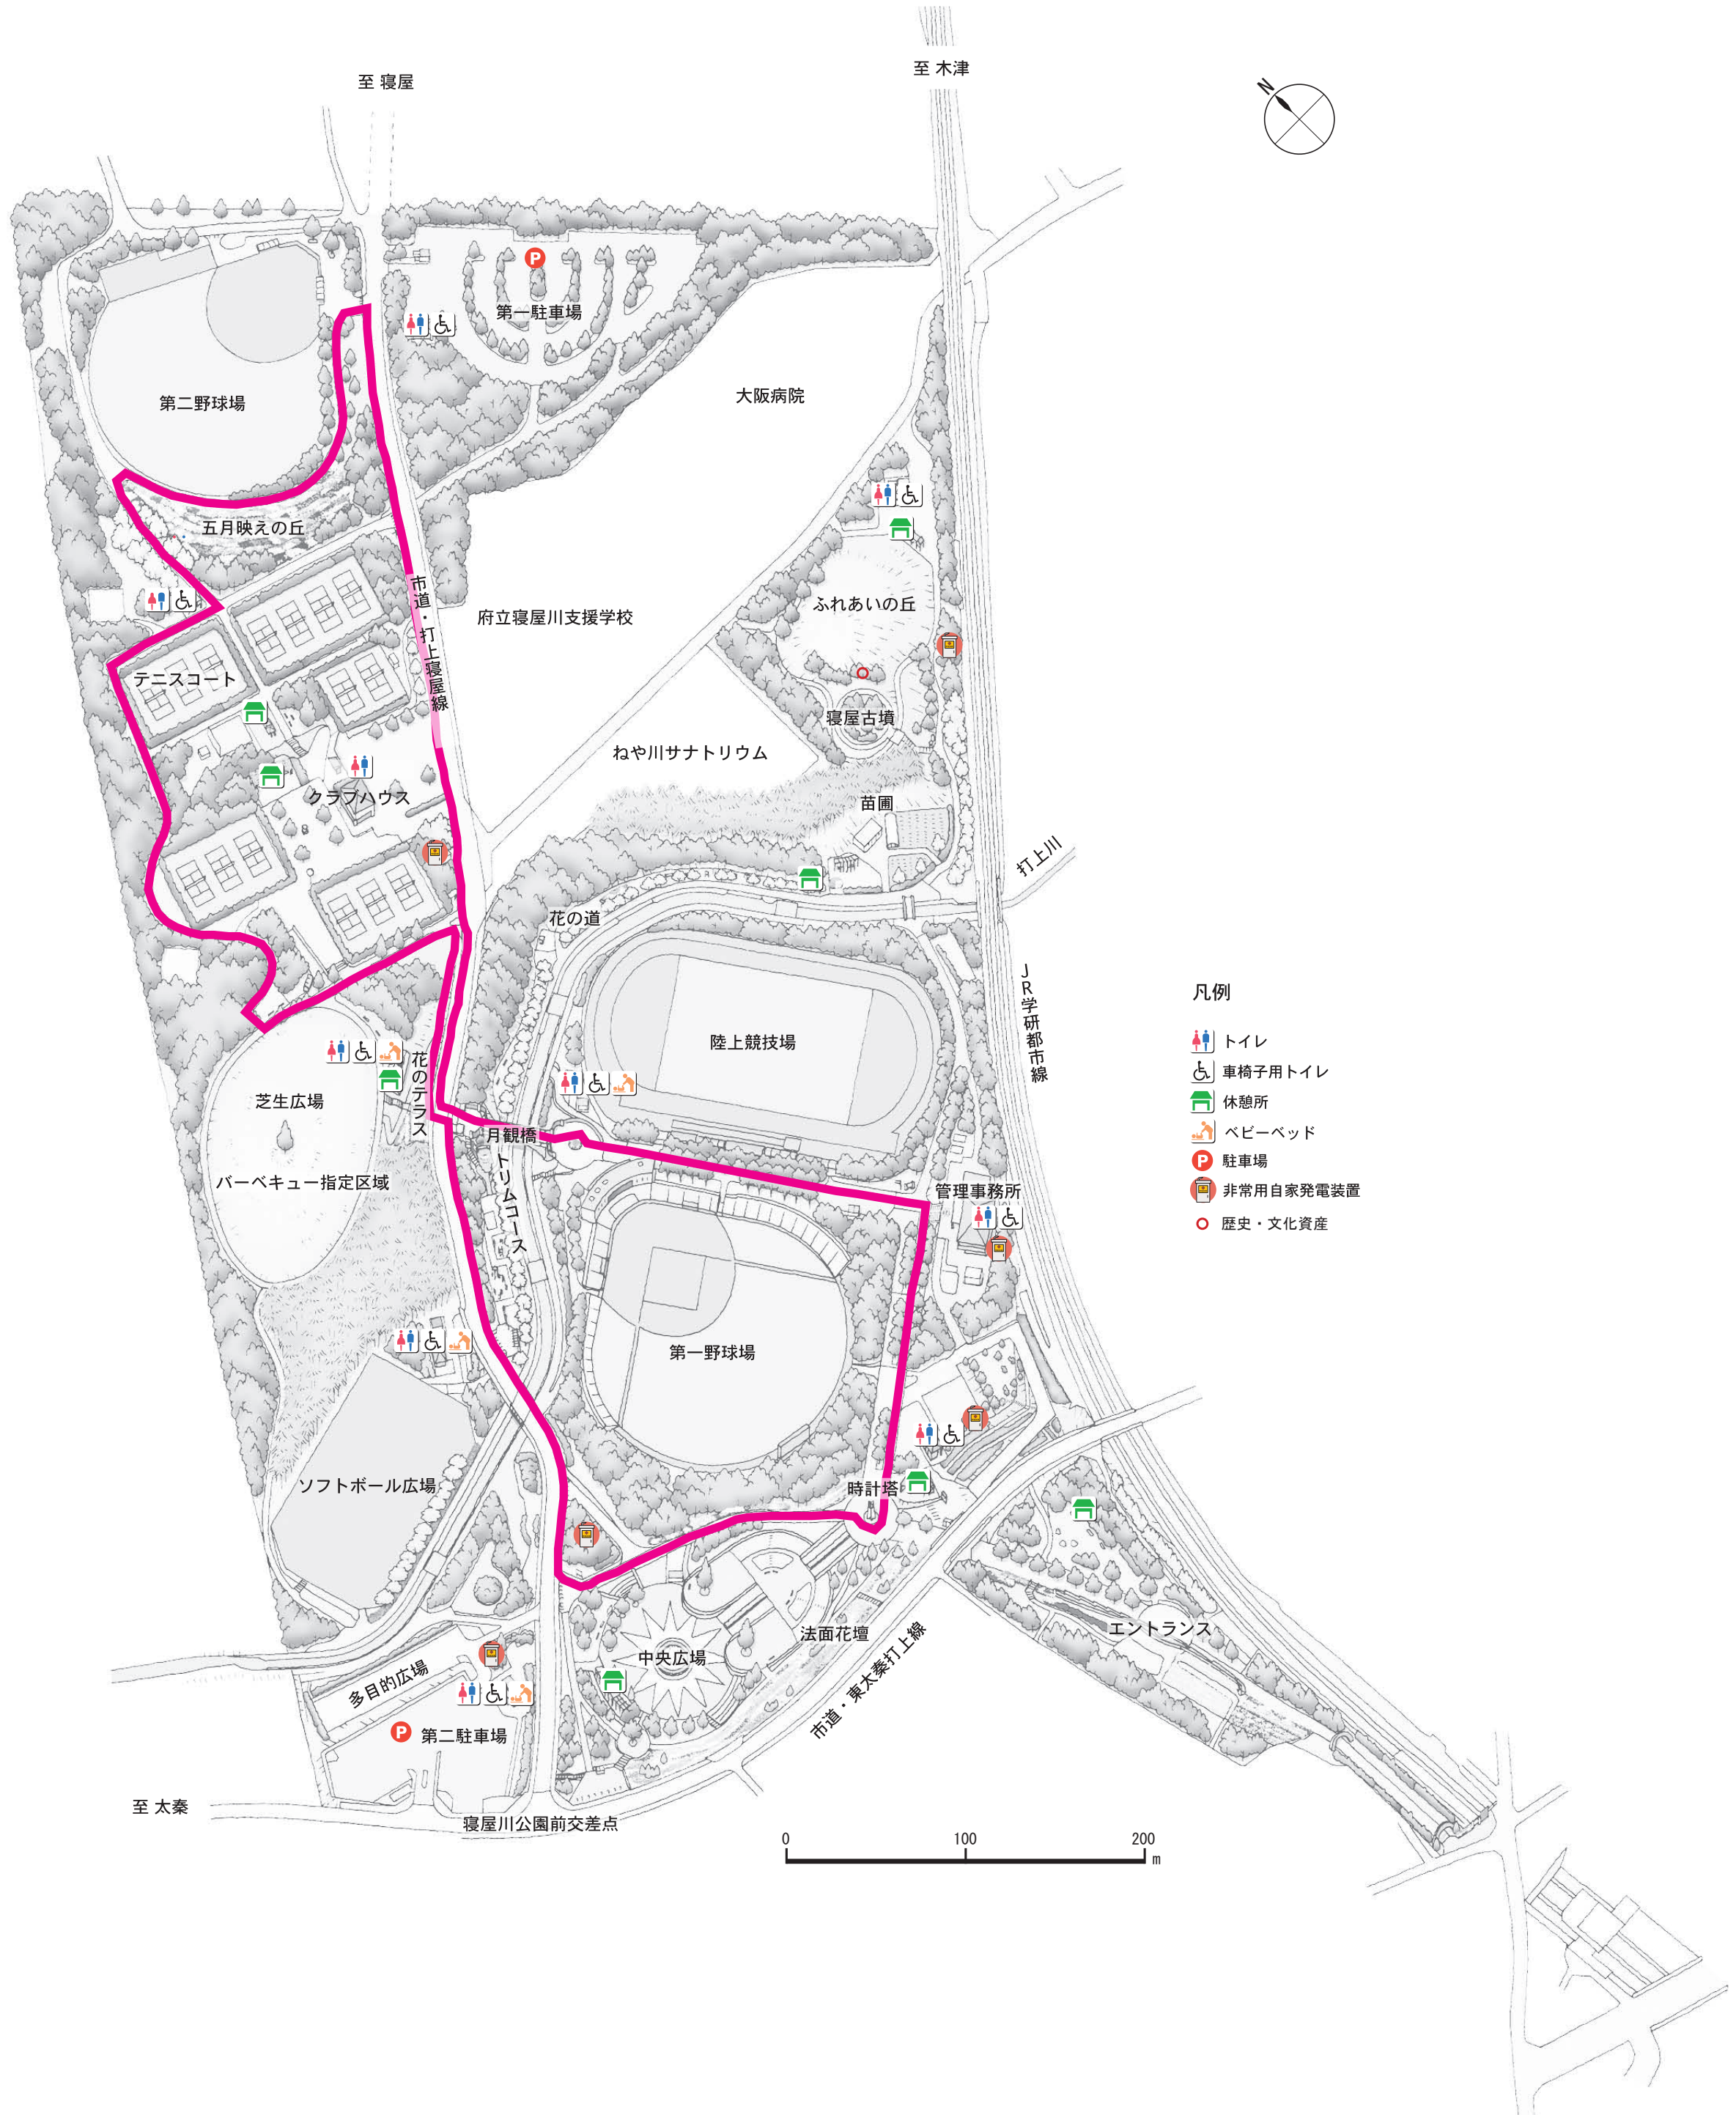 至 木津
至 寝屋
N
P
第一駐車場
大阪病院
第二野球場
五月映えの丘
市道・打上寝屋線
府立寝屋川支援学校
ふれあいの丘
テニスコート
寝屋古墳
ねや川サナトリウム
クラブハウス
苗圃
打上川
花の道
JR学研都市線
陸上競技場
花のテラス
芝生広場
月観橋
トリムコース
バーベキュー指定区域
管理事務所
第一野球場
ソフトボール広場
時計塔
エントランス
法面花壇
中央広場
市道・東太秦打上線
多目的広場
P
第二駐車場
至 太秦
寝屋川公園前交差点
0 100 200
m
凡例
トイレ
車椅子用トイレ
休憩所
ベビーベッド
P 駐車場
非常用自家発電装置
歴史・文化資産